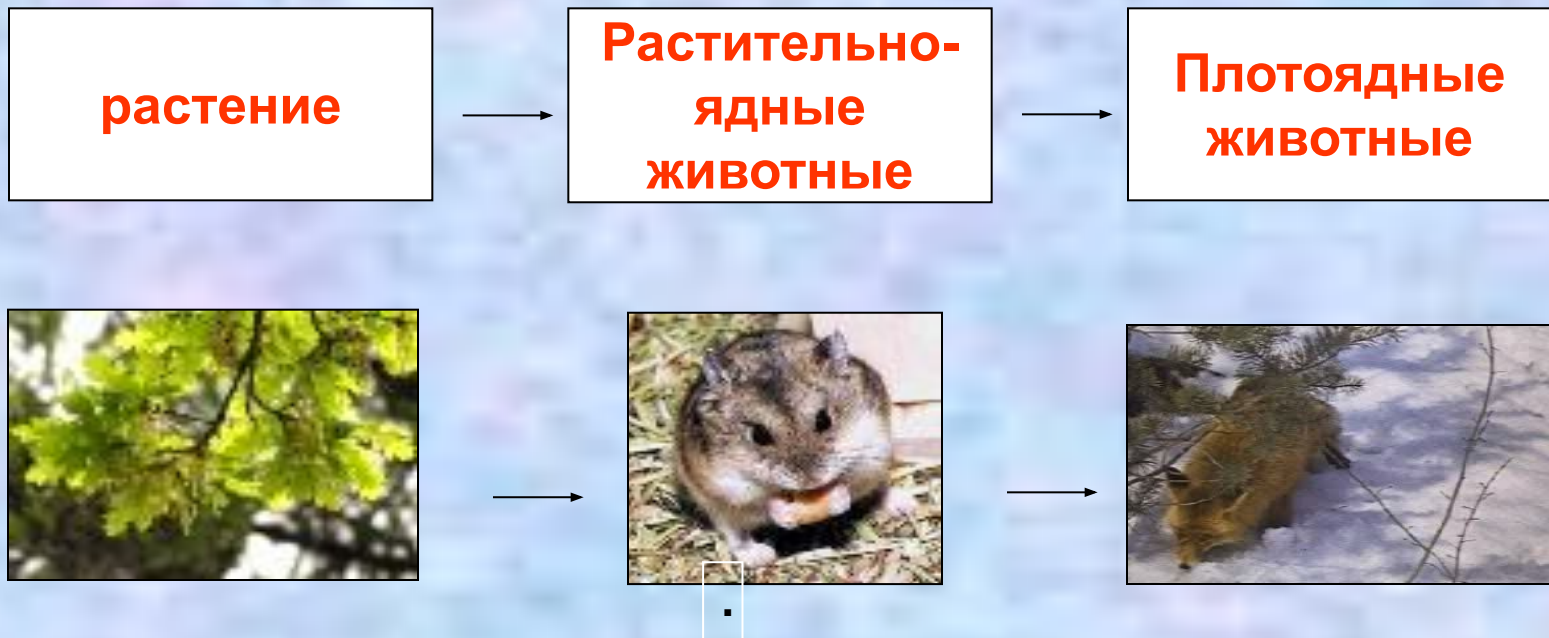 растение
Растительно-
ядные
животные
Плотоядные
животные
.